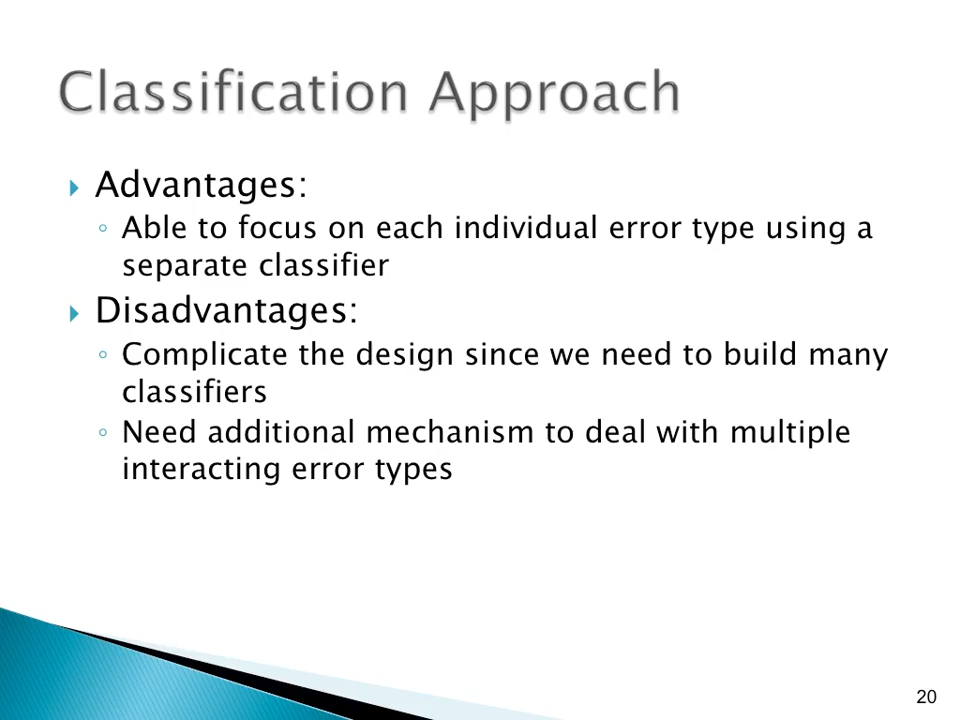 Classification Approach
Advantages:
Able to focus on each individual error type using a
separate classifier
Disadvantages:
Complicate the design since we need to build many
classifiers
Need additional mechanism to deal with multiple
interacting error types
20